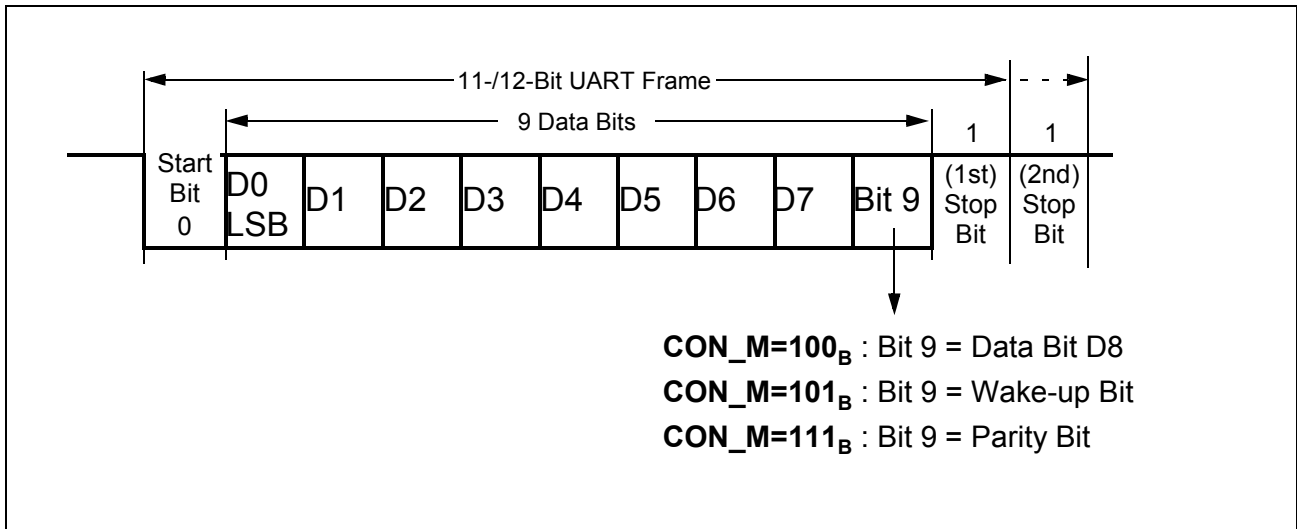 11-/12-Bit UART Frame
9 Data Bits
1 1
Start Bit 0
D0 LSB
D1
D2
D3
D4
D5
D6
D7
Bit 9
(1st) Stop Bit
(2nd) Stop Bit
CON_M=100B : Bit 9 = Data Bit D8
CON_M=101B : Bit 9 = Wake-up Bit
CON_M=111B : Bit 9 = Parity Bit